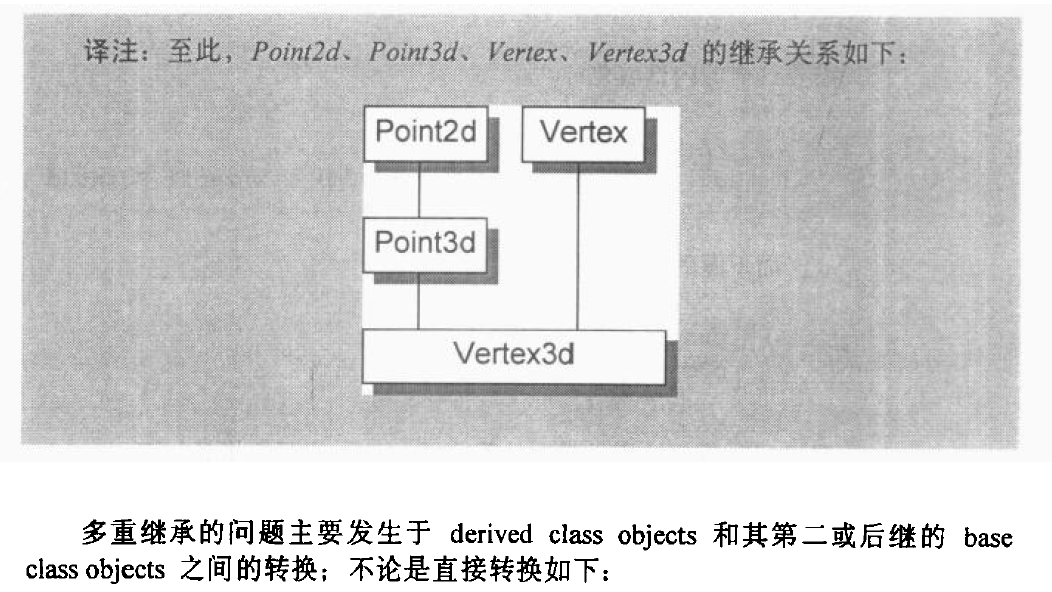 译注：至此，Point2d、Point3d、Vertex、Vertex3d 的继承关系如下：
Point2d
Vertex
Point3d
Vertex3d
多重继承的问题主要发生于 derived class objects 和其第二或后继的 base
class objects 之间的转换；不论是直接转换如下：